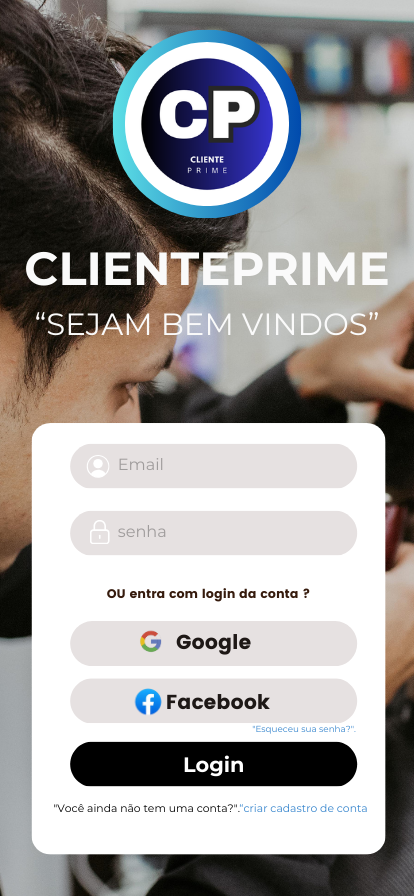 CP
CLIENTE
PRIME
CLIENTEPRIME
“SEJAM BEM VINDOS”
Email
senha
OU entra com login da conta ?
Google
Facebook
"Esqueceu sua senha?".
Login
"Você ainda não tem uma conta?"."criar cadastro de conta